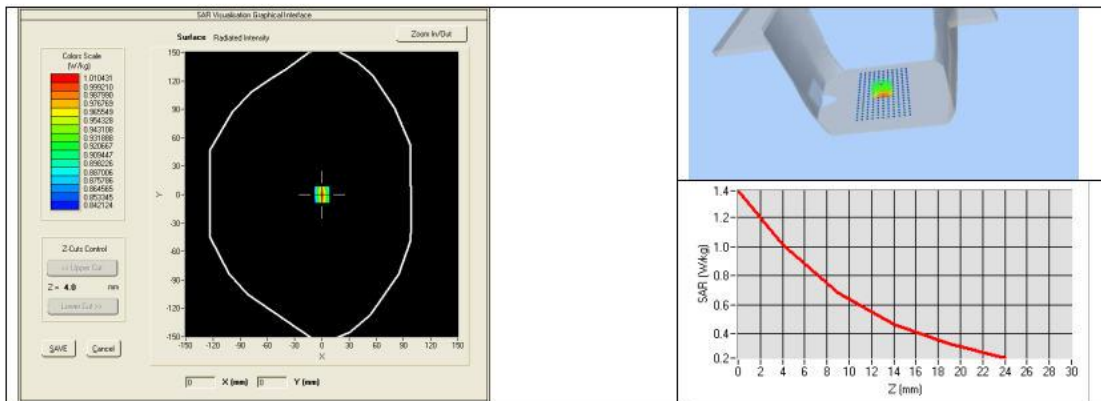 SAR Visualisation Graphical Interface
Surface Radiated Intensity
Zoom In/Out
Colors Scale
(W/kg)
1.010431
0.999210
0.987990
0.976769
0.965549
0.954328
0.943108
0.931888
0.920667
0.909447
0.898226
0.887006
0.875786
0.864565
0.853345
0.842124
150
120
90
60
30
0
-30
-60
-90
-120
-150
Y
-150 -120 -90 -60 -30 0 30 60 90 120 150
X
Z-Cuts Control
<< Upper Cut
Z = 4.0 mm
Lower Cut >>
SAVE Cancel
0 X (mm) 0 Y (mm)
SAR (W/kg)
1.4
1.2
1.0
0.8
0.6
0.4
0.2
0 2 4 6 8 10 12 14 16 18 20 22 24 26 28 30
Z (mm)